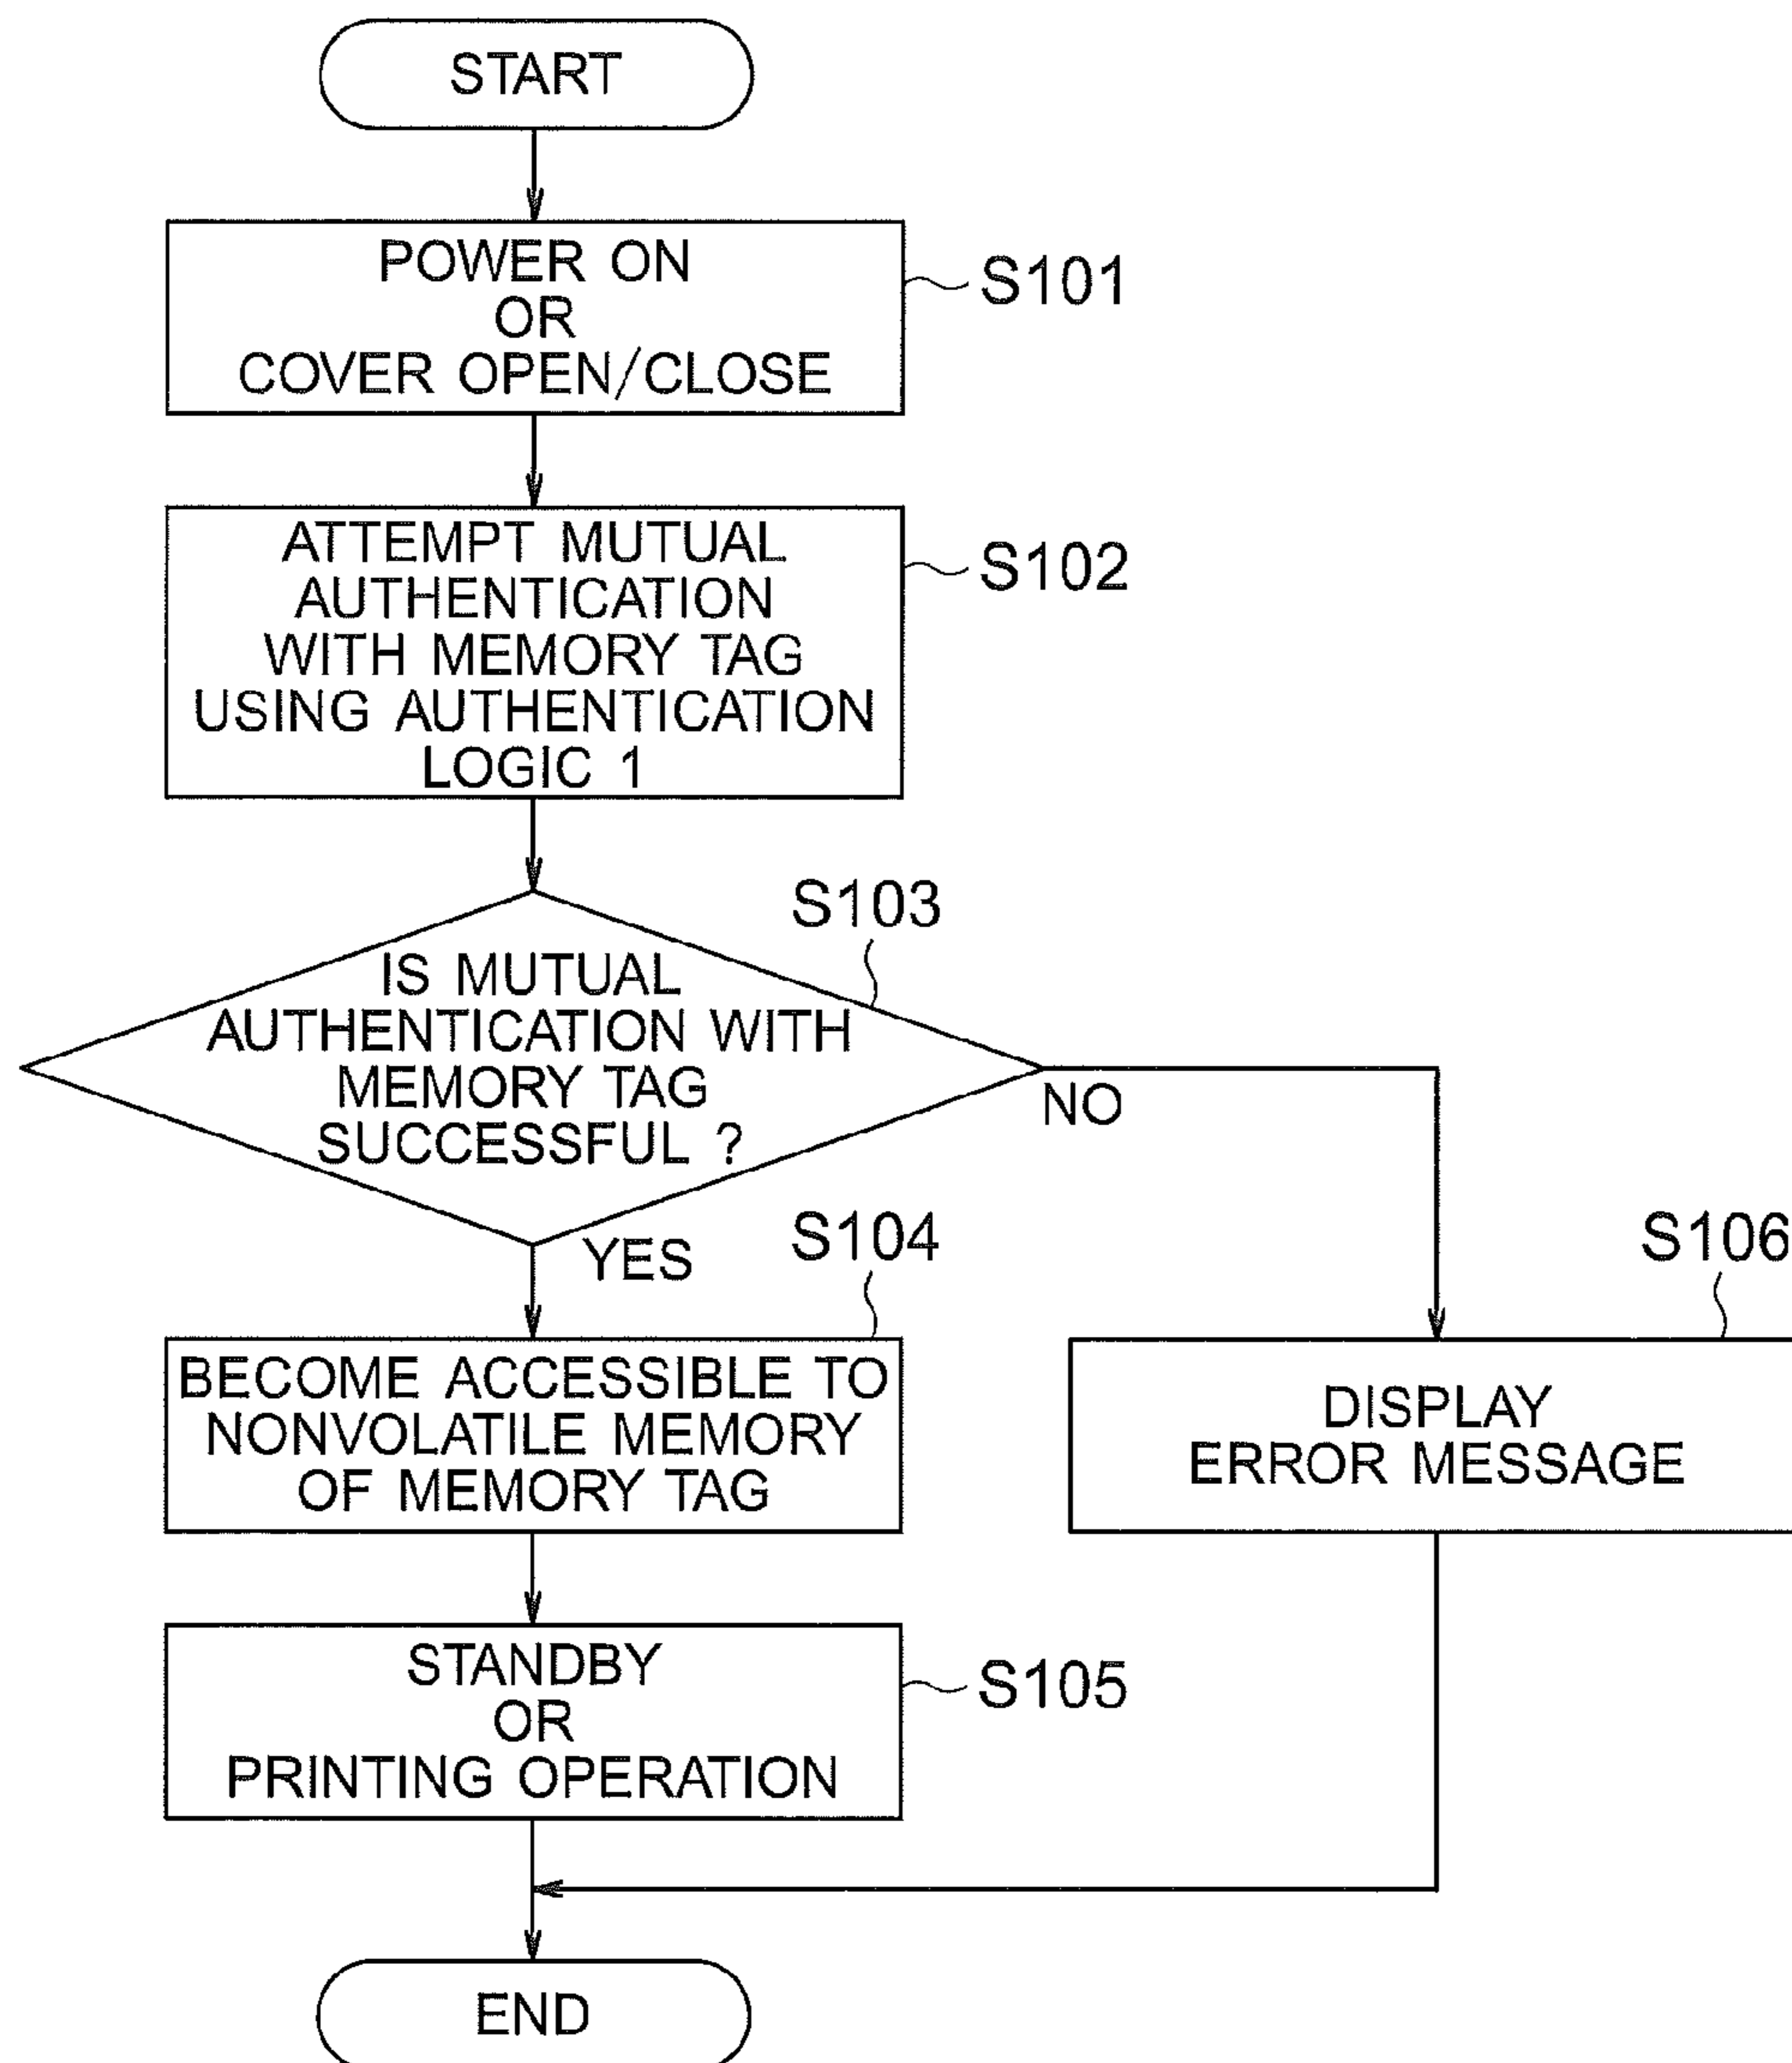 START
POWER ON
OR
COVER OPEN/CLOSE
S101
ATTEMPT MUTUAL
AUTHENTICATION
WITH MEMORY TAG
USING AUTHENTICATION
LOGIC 1
S102
S103
IS MUTUAL
AUTHENTICATION WITH
MEMORY TAG
SUCCESSFUL ?
NO
YES
S104
BECOME ACCESSIBLE TO
NONVOLATILE MEMORY
OF MEMORY TAG
S106
DISPLAY
ERROR MESSAGE
STANDBY
OR
PRINTING OPERATION
S105
END